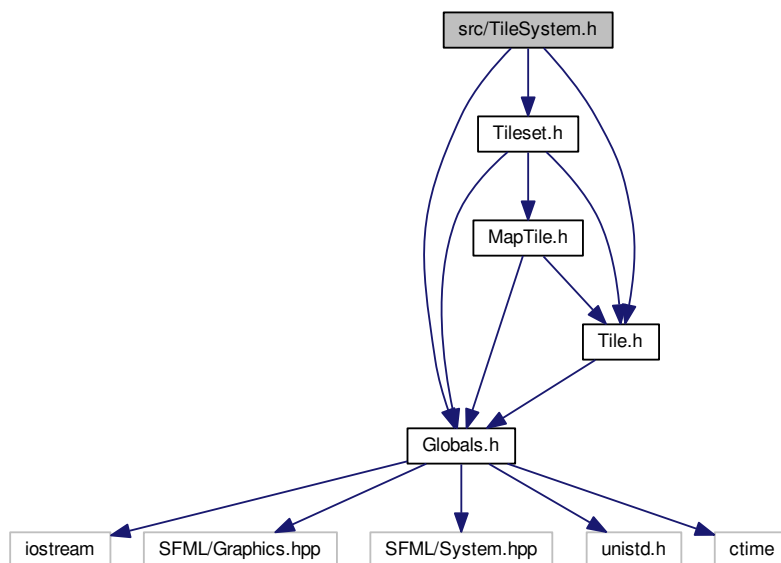 src/TileSystem.h
Tileset.h
MapTile.h
Tile.h
Globals.h
iostream
SFML/Graphics.hpp
SFML/System.hpp
unistd.h
ctime